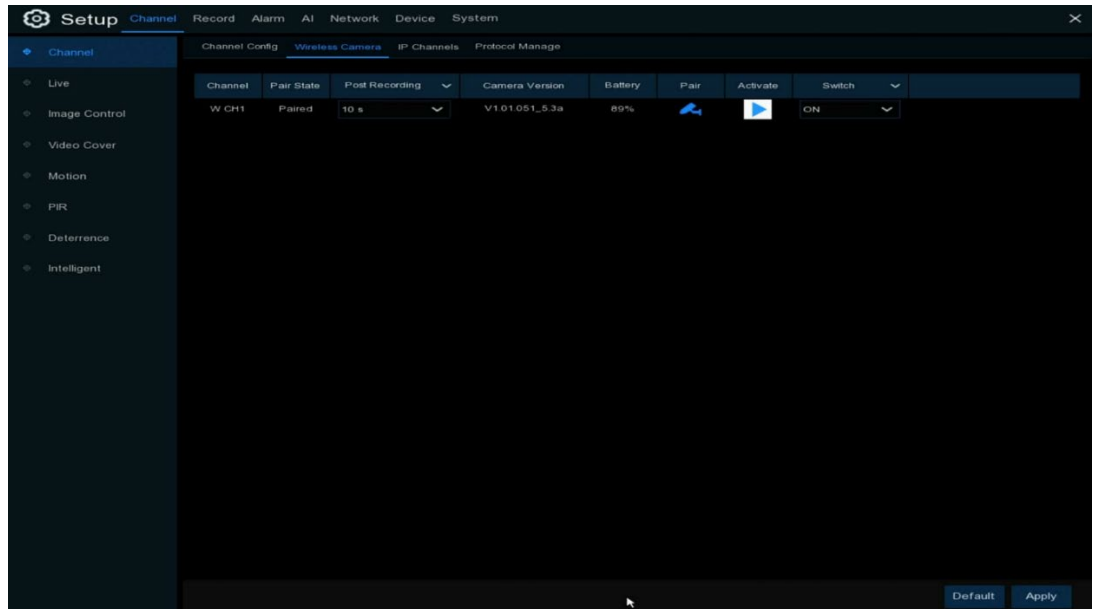 Setup Channel Record Alarm AI Network Device System
Channel
Channel Config Wireless Camera IP Channels Protocol Manage
Live
Channel Pair State Post Recording Camera Version Battery Pair Activate Switch
W CH1 Paired 10 s V1.01.051_5.3a 89% ON
Image Control
Video Cover
Motion
PIR
Deterrence
Intelligent
Default Apply